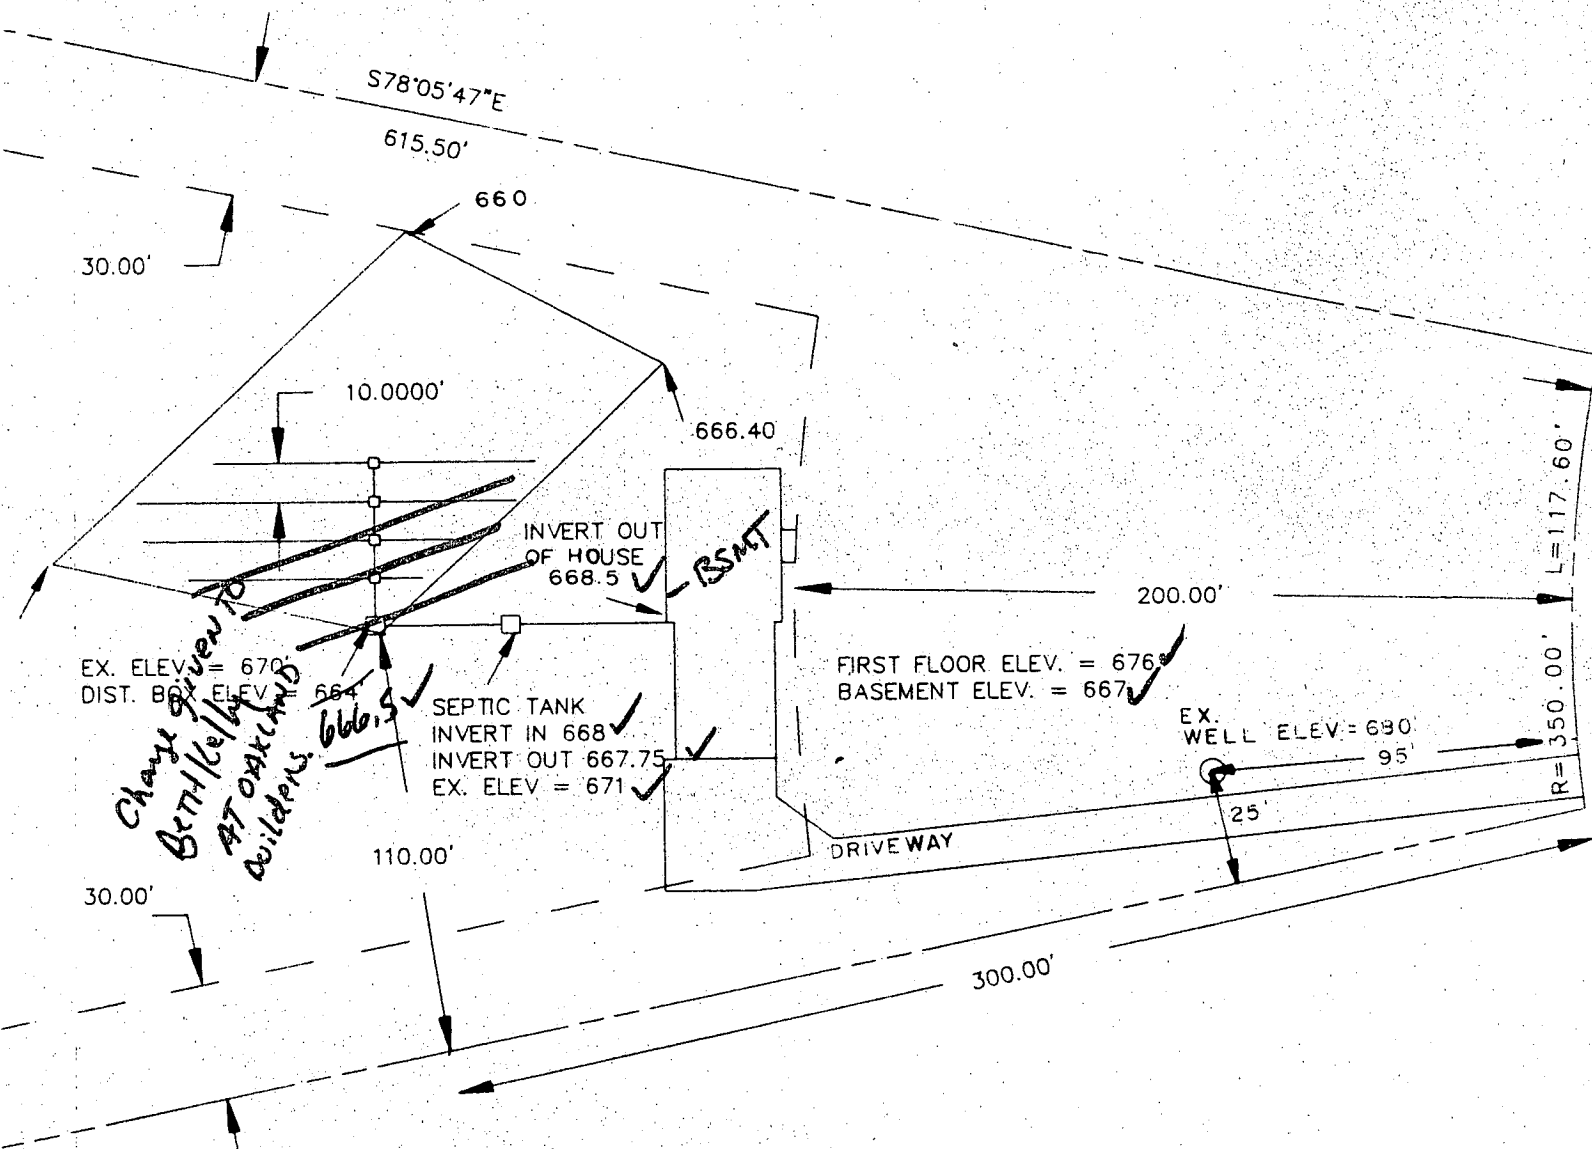 S78°05'47"E
615.50'
660
30.00'
10.0000'
666.40
INVERT OUT
OF HOUSE
668.5 ✓
BSMT
L=117.60'
200.00'
EX. ELEV. = 670'
DIST. BOX ELEV = 664'
666.5 ✓
SEPTIC TANK
INVERT IN 668 ✓
INVERT OUT 667.75 ✓
EX. ELEV = 671 ✓
FIRST FLOOR ELEV. = 676 ✓
BASEMENT ELEV. = 667 ✓
EX.
WELL ELEV = 680'
95'
25'
R=350.00'
Change given TO
Kelly
AT OAKLAND
builders.
110.00'
DRIVEWAY
30.00'
300.00'